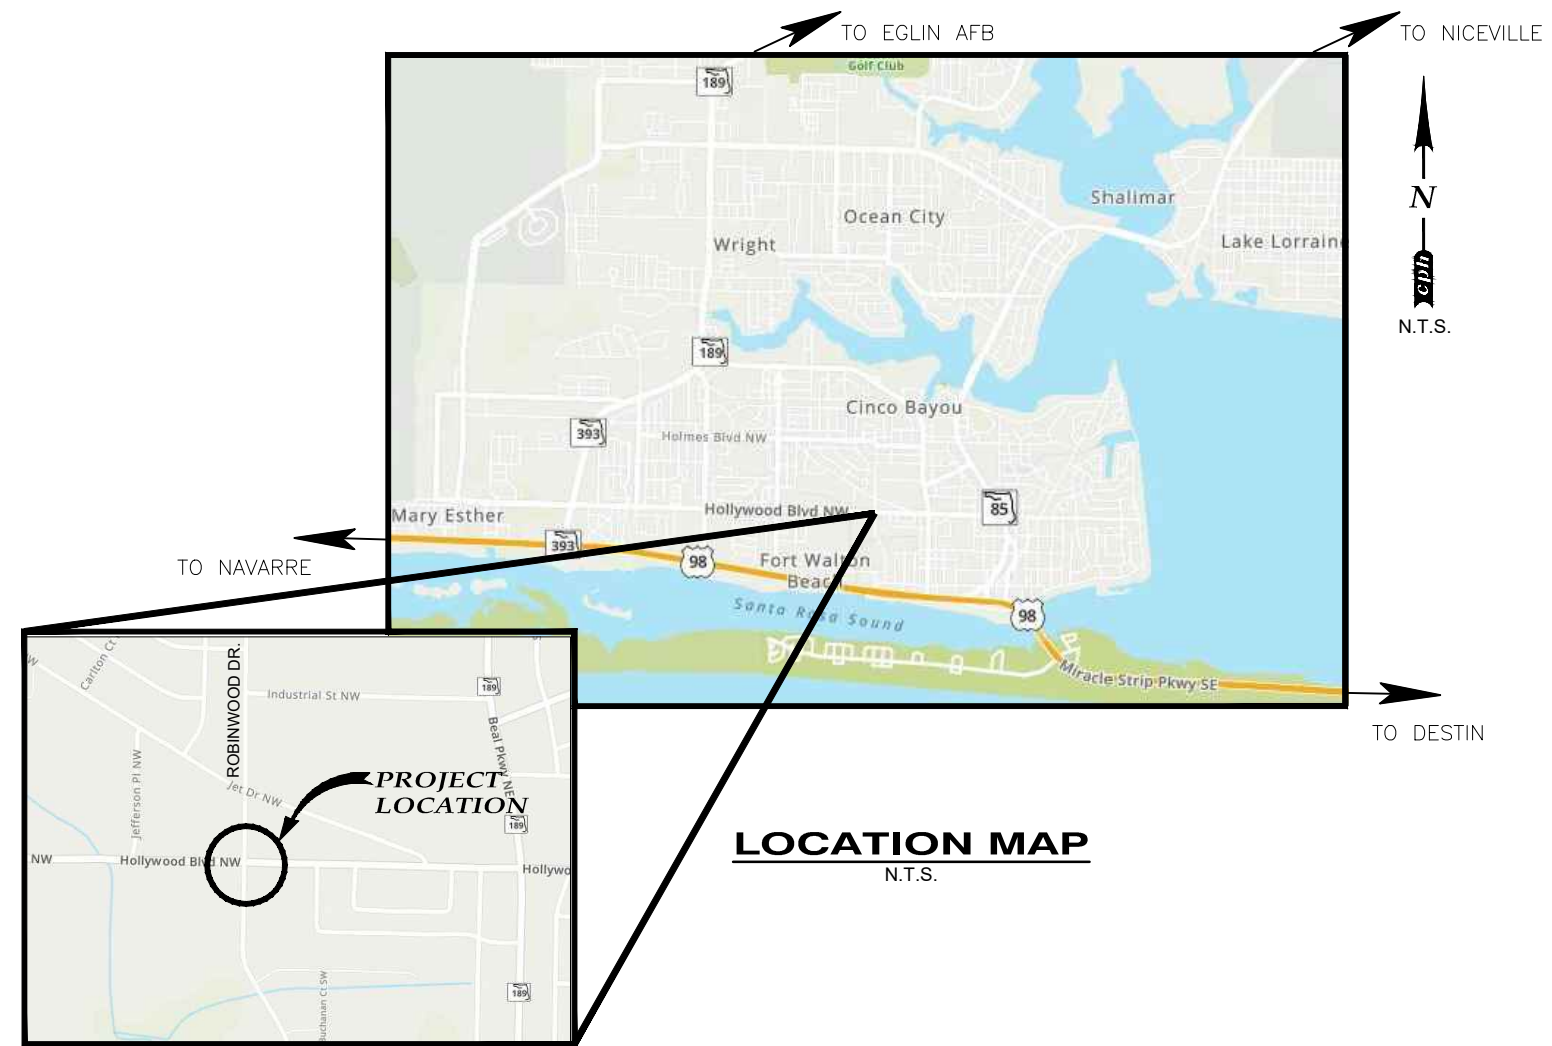 TO EGLIN AFB
TO NICEVILLE
Golf Club
189
Shalimar
N
Ocean City
Wright
Lake Lorraine
cph
N.T.S.
189
Cinco Bayou
393
Holmes Blvd NW
Hollywood Blvd NW
85
Mary Esther
393
98
Fort Walton
Beach
TO NAVARRE
Santa Rosa Sound
98
Miracle Strip Pkwy SE
TO DESTIN
Carlton Ct
W
ROBINWOOD DR.
189
Industrial St NW
Beal Pkwy NE
Jefferson Pl NW
Jet Dr NW
PROJECT
LOCATION
189
NW
Hollywood Blvd NW
Hollywo
Buchanan Ct SW
189
LOCATION MAP
N.T.S.